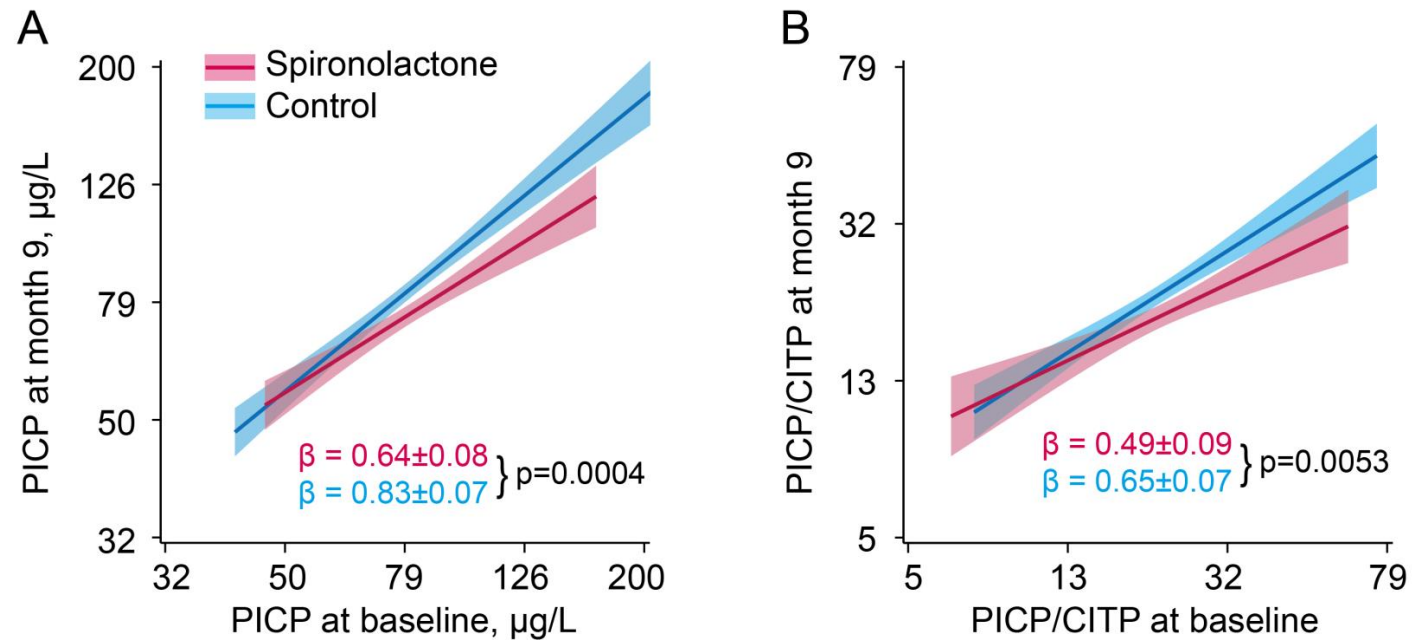 A
B
Spironolactone
Control
PICP at month 9, µg/L
200
126
79
50
32
β = 0.64±0.08
β = 0.83±0.07
} p=0.0004
32 50 79 126 200
PICP at baseline, µg/L
PICP/CITP at month 9
79
32
13
5
β = 0.49±0.09
β = 0.65±0.07
} p=0.0053
5 13 32 79
PICP/CITP at baseline